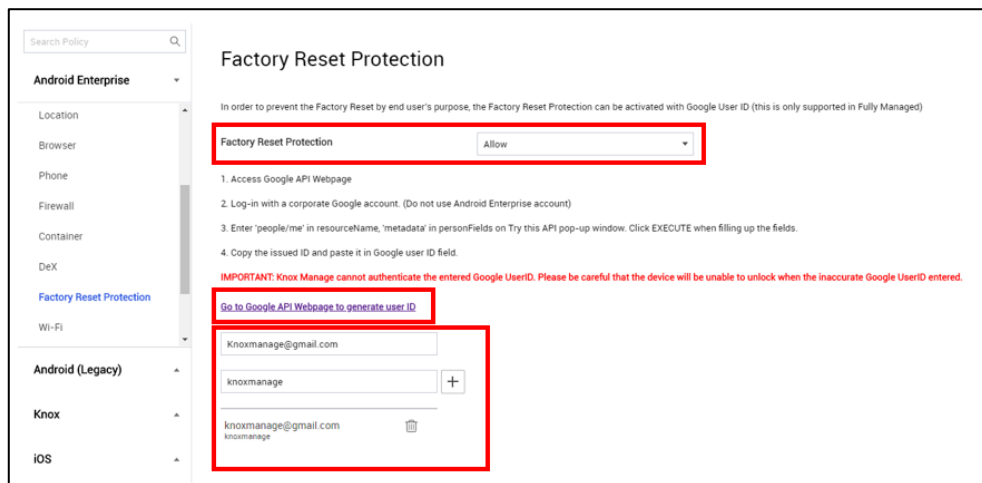 Search Policy
Android Enterprise
Location
Browser
Phone
Firewall
Container
DeX
Factory Reset Protection
Wi-Fi
Android (Legacy)
Knox
iOS
Factory Reset Protection
In order to prevent the Factory Reset by end user's purpose, the Factory Reset Protection can be activated with Google User ID (this is only supported in Fully Managed)
Factory Reset Protection
Allow
1. Access Google API Webpage
2. Log-in with a corporate Google account. (Do not use Android Enterprise account)
3. Enter 'people/me' in resourceName, 'metadata' in personFields on Try this API pop-up window. Click EXECUTE when filling up the fields.
4. Copy the issued ID and paste it in Google user ID field.
IMPORTANT: Knox Manage cannot authenticate the entered Google UserID. Please be careful that the device will be unable to unlock when the inaccurate Google UserID entered.
Go to Google API Webpage to generate user ID
Knoxmanage@gmail.com
knoxmanage
knoxmanage@gmail.com
knoxmanage